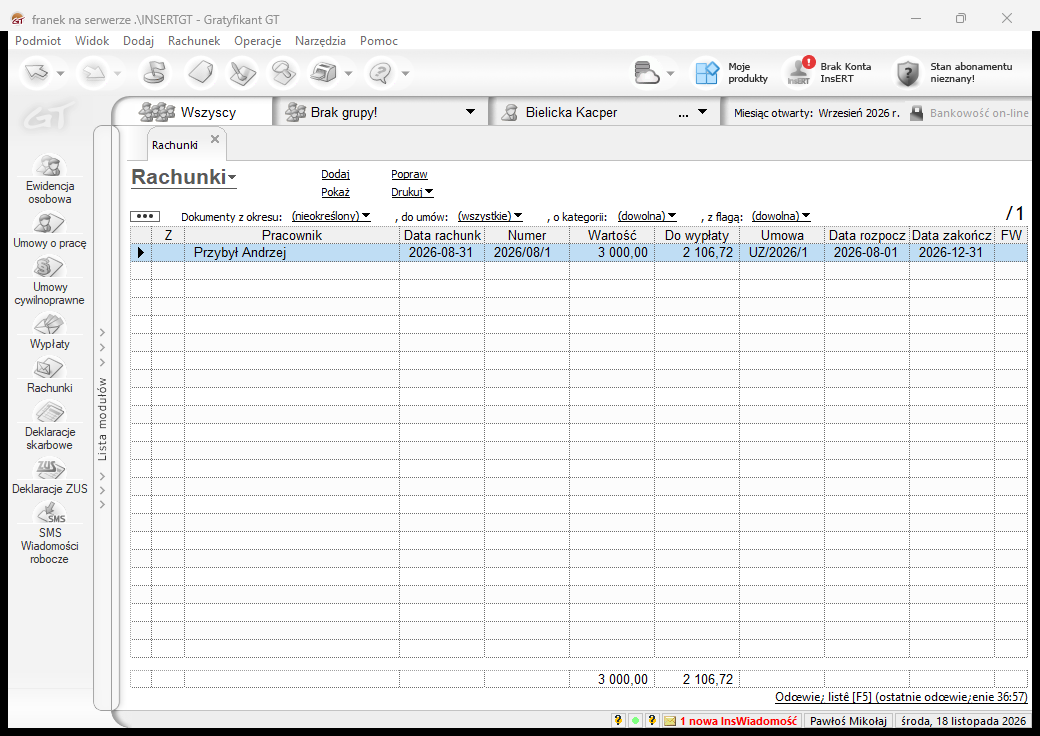 franek na serwerze .\INSERTGT - Gratyfikant GT
Podmiot Widok Dodaj Rachunek Operacje Narzędzia Pomoc
Moje produkty
Brak Konta InsERT
Stan abonamentu nieznany!
GT
Wszyscy
Brak grupy!
Bielicka Kacper ...
Miesiąc otwarty: Wrzesień 2026 r.
Bankowość on-line
Ewidencja
osobowa
Umowy o pracę
Umowy
cywilnoprawne
Wypłaty
Rachunki
Deklaracje
skarbowe
Deklaracje ZUS
SMS
Wiadomości
robocze
Lista modułów
Rachunki
Rachunki
Dodaj Popraw
Pokaż Drukuj
Dokumenty z okresu: (nieokreślony) , do umów: (wszystkie) , o kategorii: (dowolna) , z flagą: (dowolna)
/1
Z Pracownik Data rachunk Numer Wartość Do wypłaty Umowa Data rozpocz Data zakończ FW
Przybył Andrzej 2026-08-31 2026/08/1 3 000,00 2 106,72 UZ/2026/1 2026-08-01 2026-12-31
3 000,00 2 106,72
Odœwie¿ listê [F5] (ostatnie odœwie¿enie 36:57)
1 nowa InsWiadomość Pawłoś Mikołaj środa, 18 listopada 2026